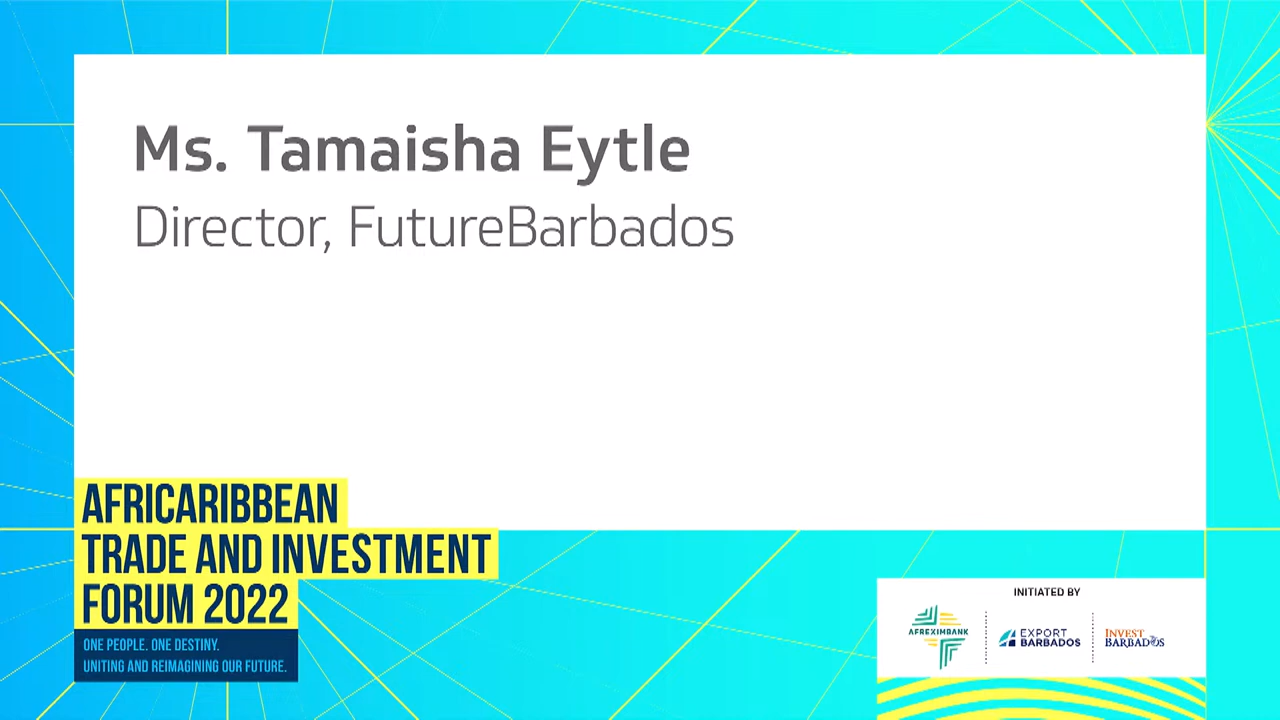 Ms. Tamaisha Eytle
Director, FutureBarbados
AFRICARIBBEAN
TRADE AND INVESTMENT
FORUM 2022
ONE PEOPLE. ONE DESTINY.
UNITING AND REIMAGINING OUR FUTURE.
INITIATED BY
AFREXIMBANK
EXPORT
BARBADOS
INVEST
BARBADOS